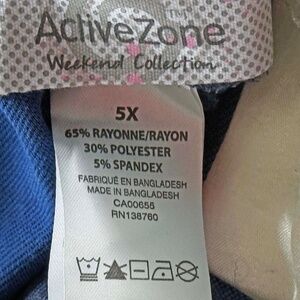 ActiveZone
Weekend Collection
5X
65% RAYONNE/RAYON
30% POLYESTER
5% SPANDEX
FABRIQUÉ EN BANGLADESH
MADE IN BANGLADESH
CA00655
RN138760